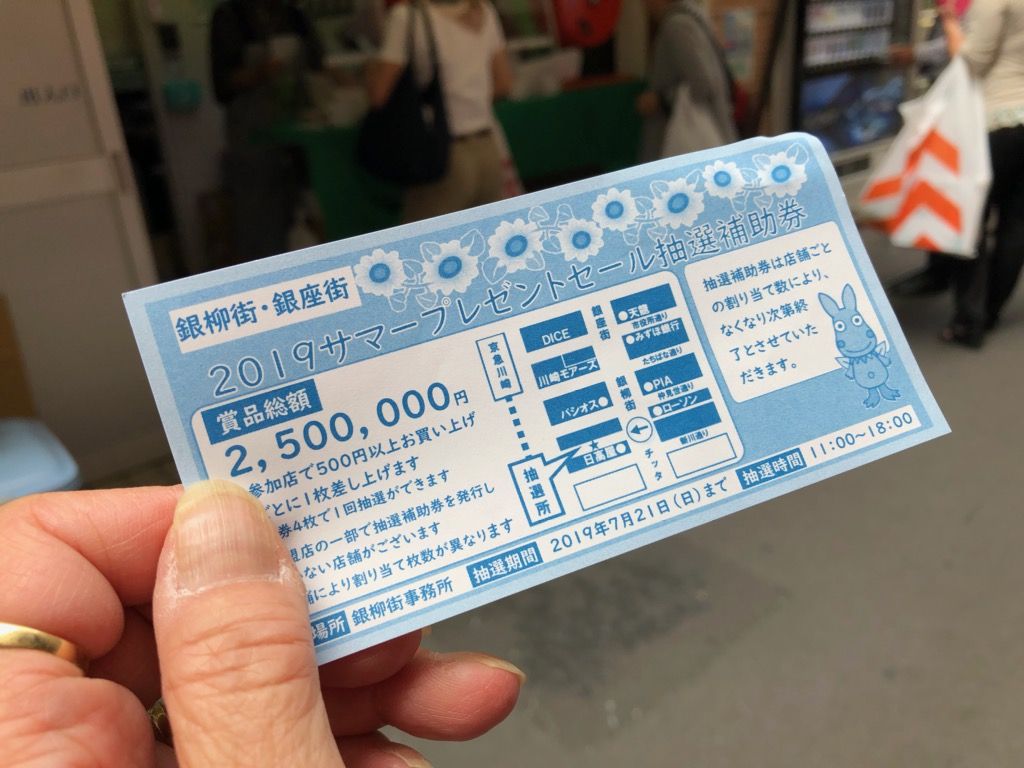 銀柳街・銀座街
2019サマープレゼントセール抽選補助券
賞品総額
2,500,000円
参加店で500円以上お買い上げ
ごとに1枚差し上げます
券4枚で1回抽選ができます
盟店の一部で抽選補助券を発行し
ない店舗がございます
舗により割り当て枚数が異なります
場所 銀柳街事務所
抽選期間 2019年7月21日(日)まで
抽選時間 11:00~18:00
京急川崎
DICE
川崎モアーズ
パシオス●
★
日高屋●
抽選所
銀座街
銀柳街
チッタ
●天龍
市役所通り
●みずほ銀行
たちばな通り
●PIA
仲見世通り
●ローソン
新川通り
抽選補助券は店舗ごと
の割り当て数により、
なくなり次第終
了とさせていた
だきます。